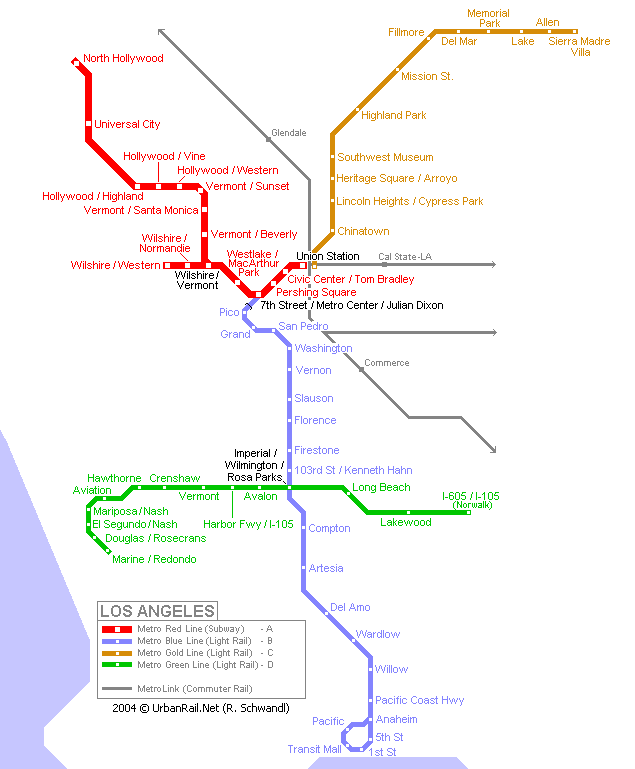 Memorial
Park
Fillmore
Allen
Del Mar
Lake
Sierra Madre
Villa
North Hollywood
Mission St.
Highland Park
Universal City
Glendale
Hollywood / Vine
Southwest Museum
Hollywood / Western
Heritage Square / Arroyo
Vermont / Sunset
Hollywood / Highland
Lincoln Heights / Cypress Park
Vermont / Santa Monica
Chinatown
Vermont / Beverly
Wilshire /
Normandie
Westlake /
MacArthur
Park
Union Station
Cal State-LA
Wilshire / Western
Wilshire /
Vermont
Civic Center / Tom Bradley
Pershing Square
7th Street / Metro Center / Julian Dixon
Pico
Grand
San Pedro
Washington
Commerce
Vernon
Slauson
Florence
Firestone
Imperial /
Wilmington /
Rosa Parks
103rd St / Kenneth Hahn
Hawthorne
Crenshaw
Aviation
Vermont
Avalon
Long Beach
I-605 / I-105
(Norwalk)
Mariposa / Nash
El Segundo / Nash
Harbor Fwy / I-105
Lakewood
Douglas / Rosecrans
Compton
Marine / Redondo
Artesia
Del Amo
Wardlow
Willow
Pacific Coast Hwy
Pacific
Anaheim
5th St
Transit Mall
1st St
LOS ANGELES
Metro Red Line (Subway) - A
Metro Blue Line (Light Rail) - B
Metro Gold Line (Light Rail) - C
Metro Green Line (Light Rail) - D
MetroLink (Commuter Rail)
2004 © UrbanRail.Net (R. Schwandl)